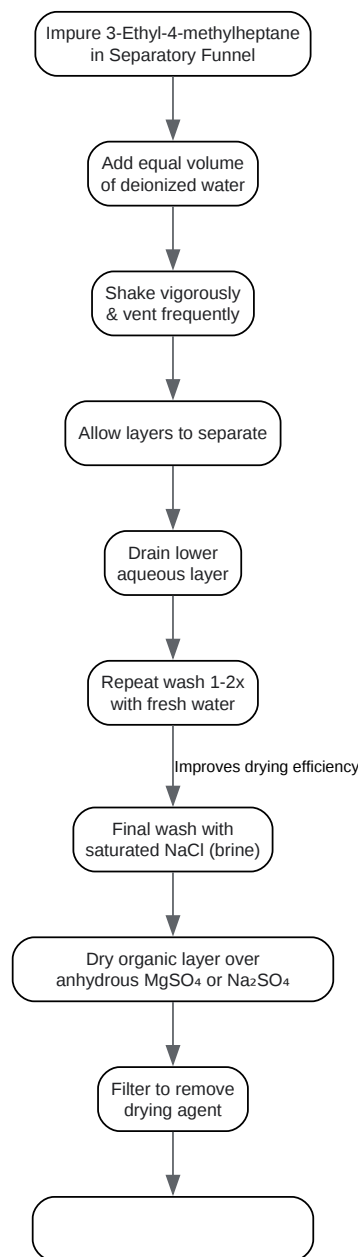 Impure 3-Ethyl-4-methylheptane
in Separatory Funnel
Add equal volume
of deionized water
Shake vigorously
& vent frequently
Allow layers to separate
Drain lower
aqueous layer
Repeat wash 1-2x
with fresh water
Improves drying efficiency
Final wash with
saturated NaCl (brine)
Dry organic layer over
anhydrous MgSO₄ or Na₂SO₄
Filter to remove
drying agent